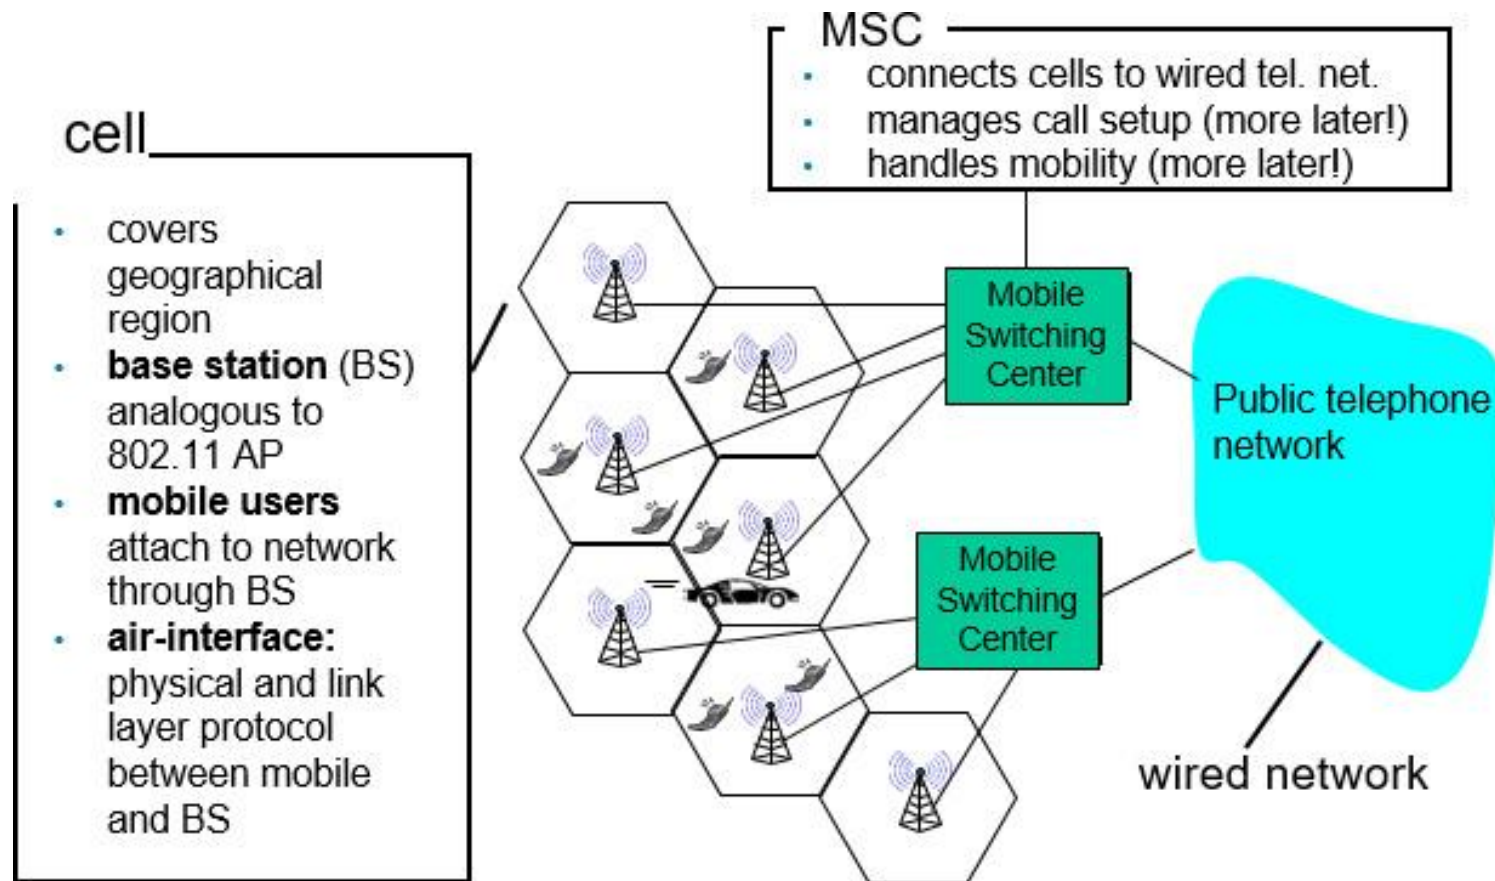 MSC
• connects cells to wired tel. net.
• manages call setup (more later!)
• handles mobility (more later!)
cell
• covers
geographical
region
• base station (BS)
analogous to
802.11 AP
• mobile users
attach to network
through BS
• air-interface:
physical and link
layer protocol
between mobile
and BS
Mobile
Switching
Center
Public telephone
network
Mobile
Switching
Center
wired network